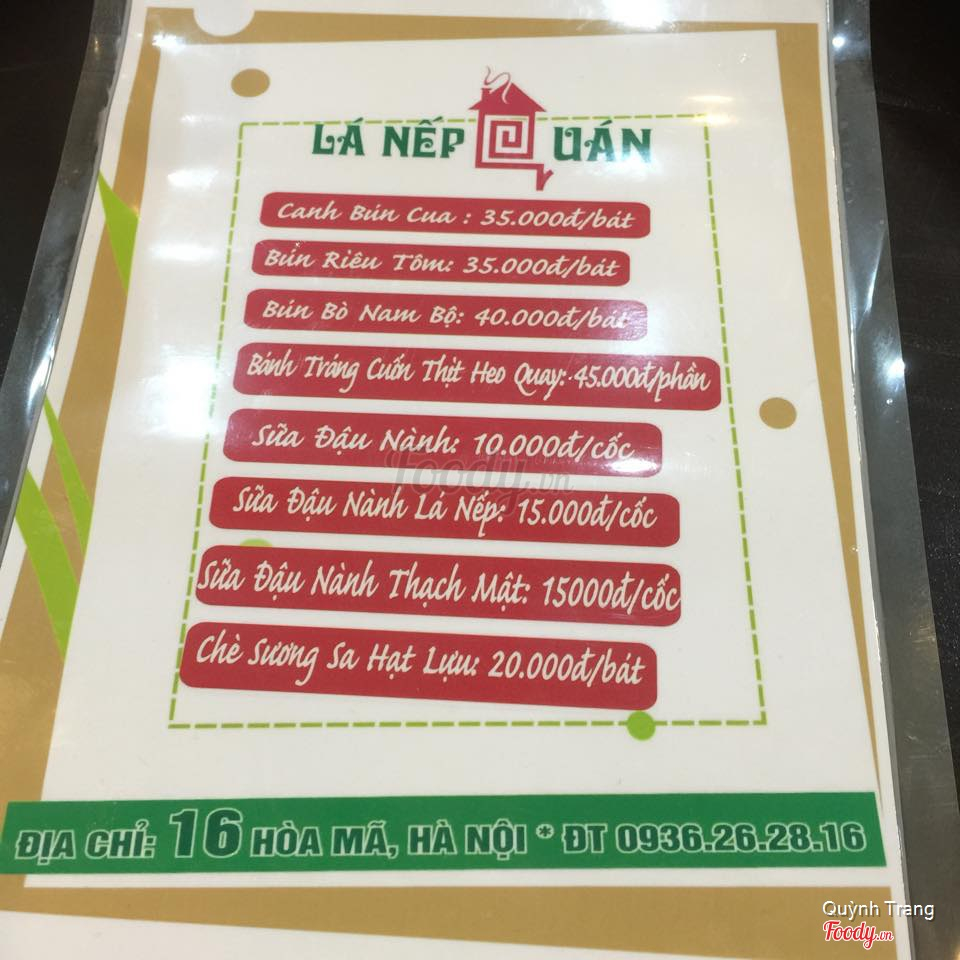 LÁ NẾP QUÁN
Canh Bún Cua : 35.000đ/bát
Bún Riêu Tôm: 35.000đ/bát
Bún Bò Nam Bộ: 40.000đ/bát
Bánh Tráng Cuốn Thịt Heo Quay: 45.000đ/phần
Sữa Đậu Nành: 10.000đ/cốc
Foody.vn
Sữa Đậu Nành Lá Nếp: 15.000đ/cốc
Sữa Đậu Nành Thạch Mật: 15000đ/cốc
Chè Sương Sa Hạt Lựu: 20.000đ/bát
ĐỊA CHỈ: 16 HÒA MÃ, HÀ NỘI * ĐT 0936.26.28.16
Quỳnh Trang
Foody.vn